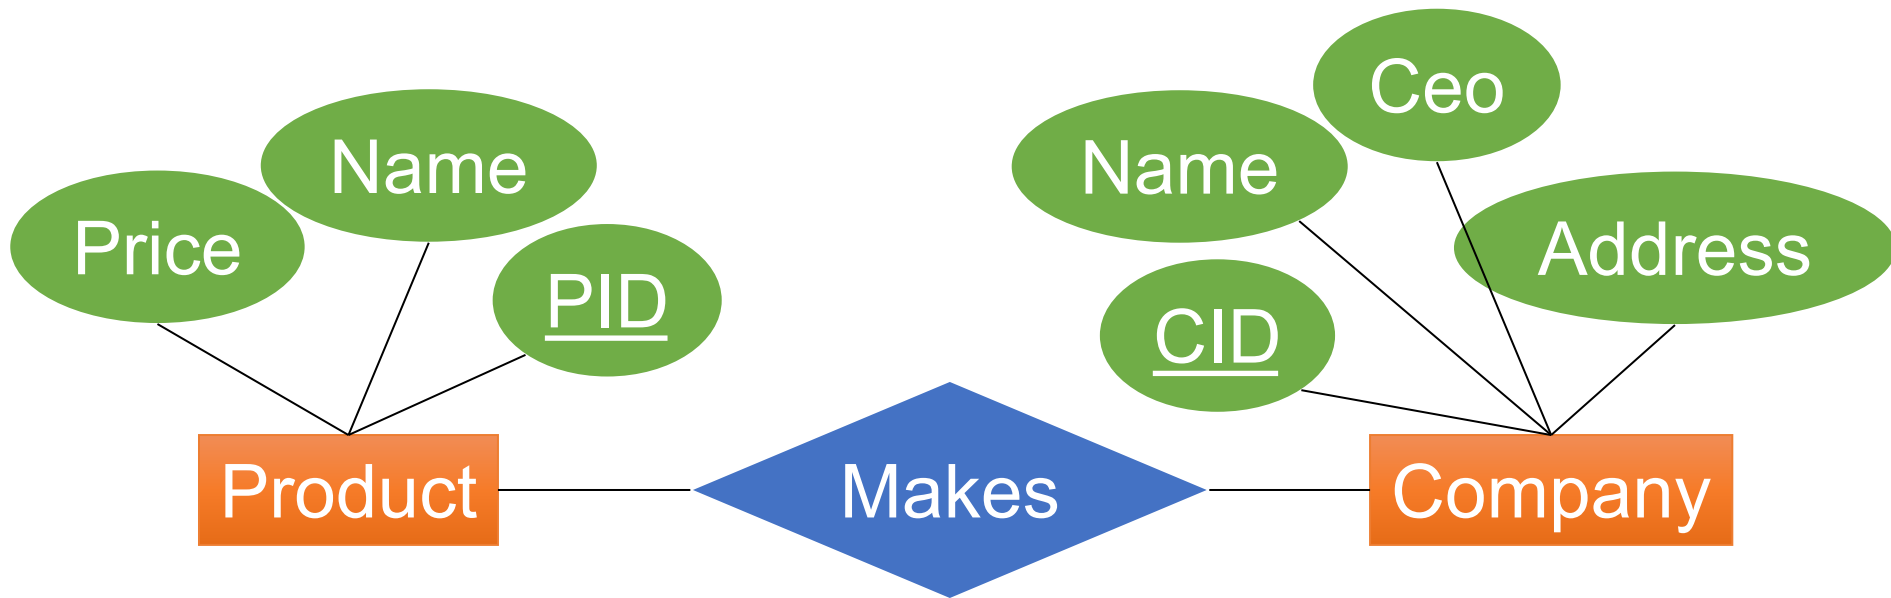 Price
Name
PID
Product
Makes
Name
Ceo
Address
CID
Company